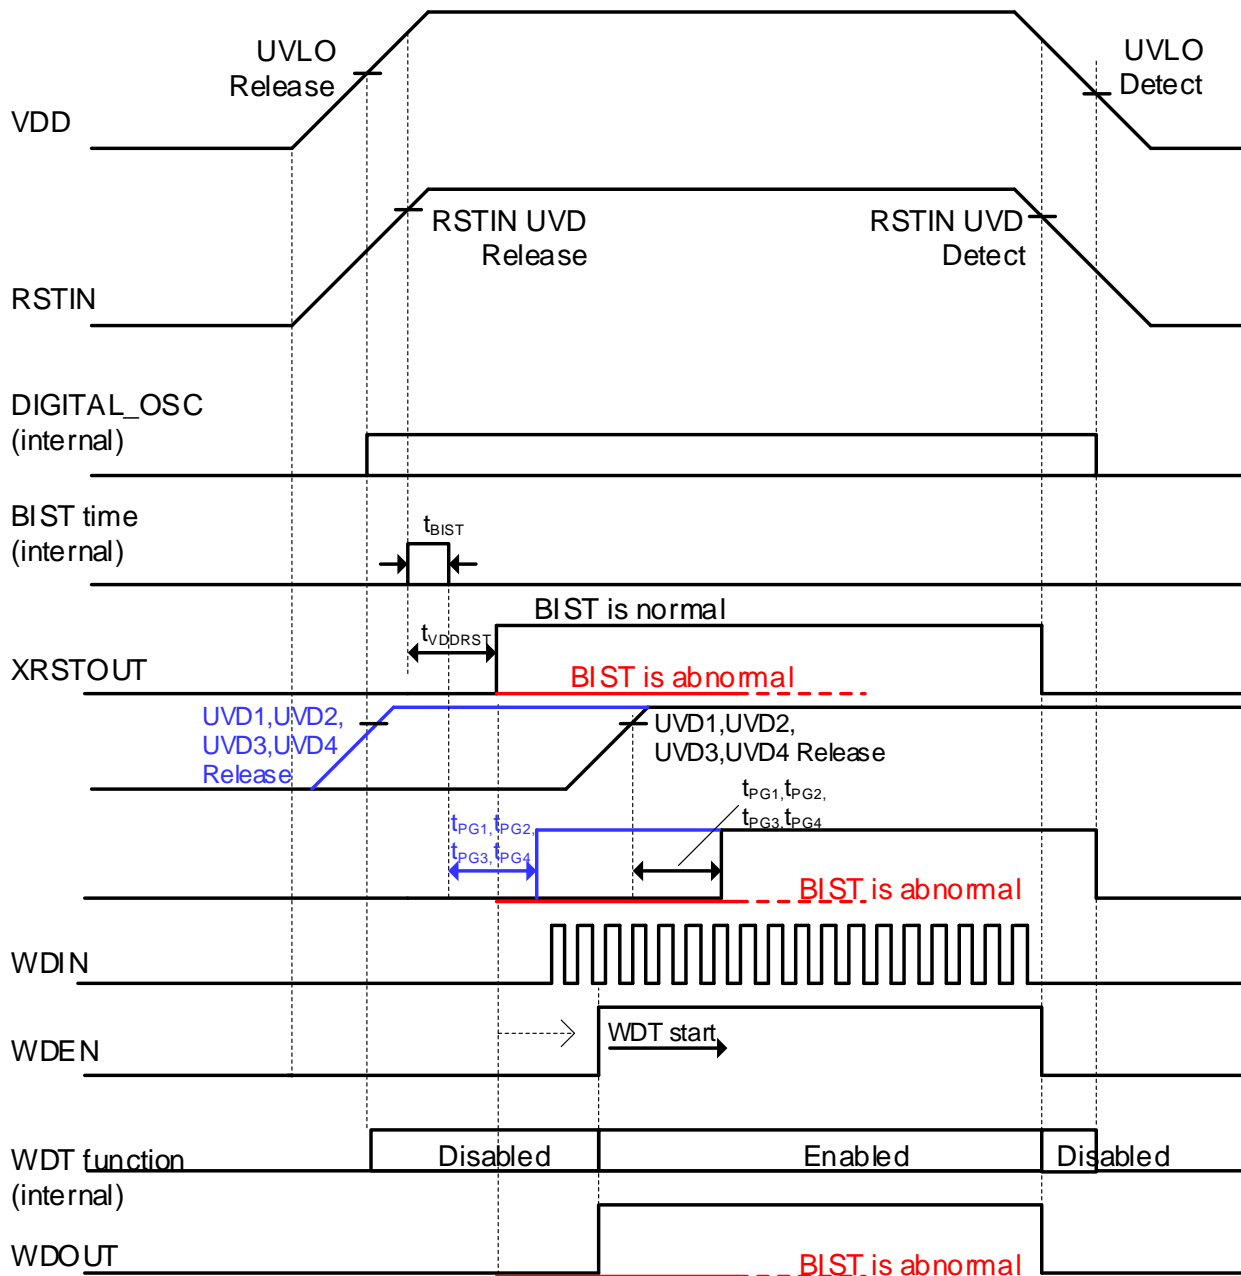 UVLO
Release
UVLO
Detect
VDD
RSTIN UVD
Release
RSTIN UVD
Detect
RSTIN
DIGITAL_OSC
(internal)
BIST time
(internal)
tBIST
BIST is normal
tVDDRST
XRSTOUT
BIST is abnormal
UVD1,UVD2,
UVD3,UVD4
Release
UVD1,UVD2,
UVD3,UVD4 Release
tPG1,tPG2,
tPG3,tPG4
tPG1,tPG2,
tPG3,tPG4
BIST is abnormal
WDIN
WDEN
WDT start
WDT function
(internal)
Disabled
Enabled
Disabled
WDOUT
BIST is abnormal